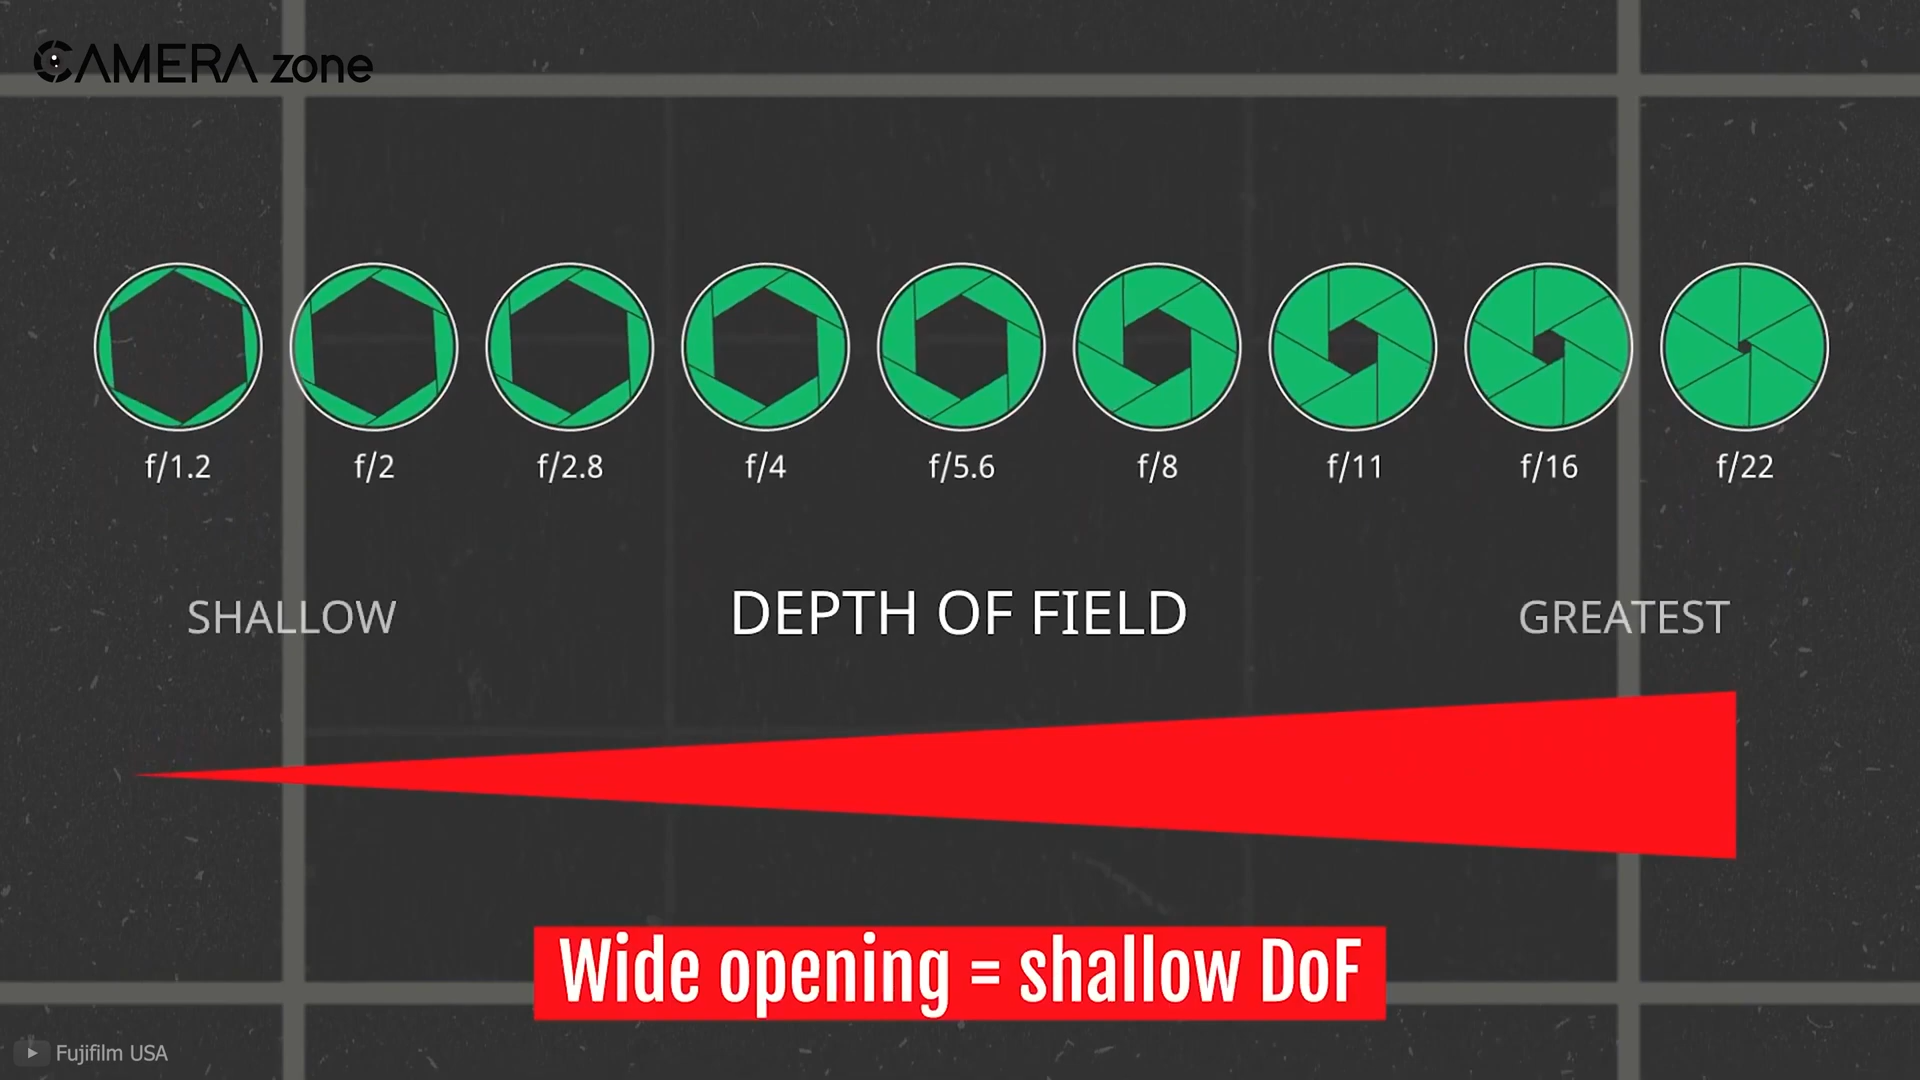 CAMERA zone
f/1.2 f/2 f/2.8 f/4 f/5.6 f/8 f/11 f/16 f/22
SHALLOW DEPTH OF FIELD GREATEST
Wide opening = shallow DoF
Fujifilm USA